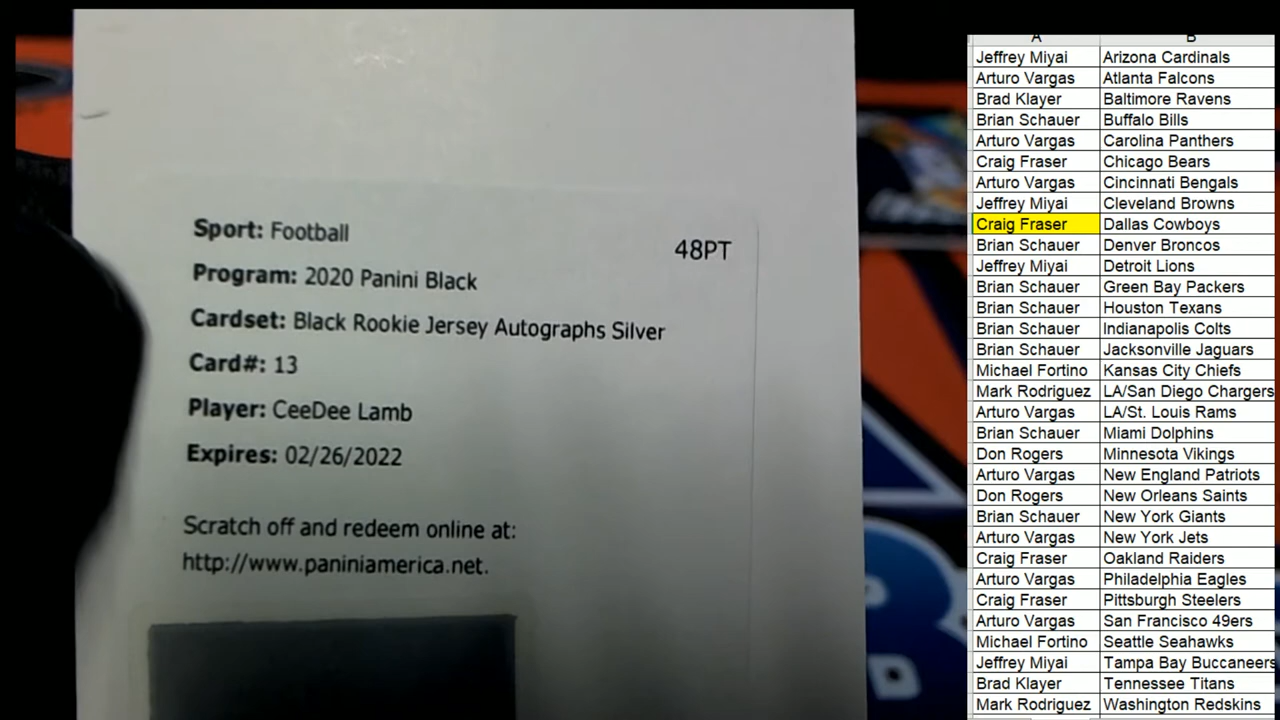 Sport: Football
48PT
Program: 2020 Panini Black
Cardset: Black Rookie Jersey Autographs Silver
Card#: 13
Player: CeeDee Lamb
Expires: 02/26/2022
Scratch off and redeem online at:
http://www.paniniamerica.net.
A B
Jeffrey Miyai Arizona Cardinals
Arturo Vargas Atlanta Falcons
Brad Klayer Baltimore Ravens
Brian Schauer Buffalo Bills
Arturo Vargas Carolina Panthers
Craig Fraser Chicago Bears
Arturo Vargas Cincinnati Bengals
Jeffrey Miyai Cleveland Browns
Craig Fraser Dallas Cowboys
Brian Schauer Denver Broncos
Jeffrey Miyai Detroit Lions
Brian Schauer Green Bay Packers
Brian Schauer Houston Texans
Brian Schauer Indianapolis Colts
Brian Schauer Jacksonville Jaguars
Michael Fortino Kansas City Chiefs
Mark Rodriguez LA/San Diego Chargers
Arturo Vargas LA/St. Louis Rams
Brian Schauer Miami Dolphins
Don Rogers Minnesota Vikings
Arturo Vargas New England Patriots
Don Rogers New Orleans Saints
Brian Schauer New York Giants
Arturo Vargas New York Jets
Craig Fraser Oakland Raiders
Arturo Vargas Philadelphia Eagles
Craig Fraser Pittsburgh Steelers
Arturo Vargas San Francisco 49ers
Michael Fortino Seattle Seahawks
Jeffrey Miyai Tampa Bay Buccaneers
Brad Klayer Tennessee Titans
Mark Rodriguez Washington Redskins